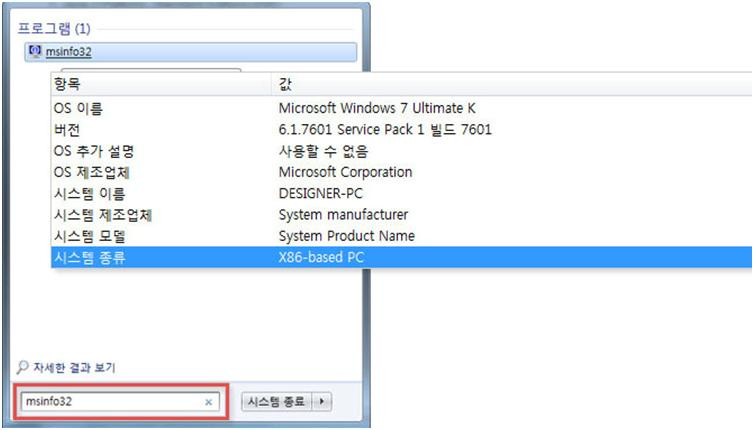 프로그램 (1)
msinfo32
항목 값
OS 이름 Microsoft Windows 7 Ultimate K
버전 6.1.7601 Service Pack 1 빌드 7601
OS 추가 설명 사용할 수 없음
OS 제조업체 Microsoft Corporation
시스템 이름 DESIGNER-PC
시스템 제조업체 System manufacturer
시스템 모델 System Product Name
시스템 종류 X86-based PC
자세한 결과 보기
msinfo32 시스템 종료